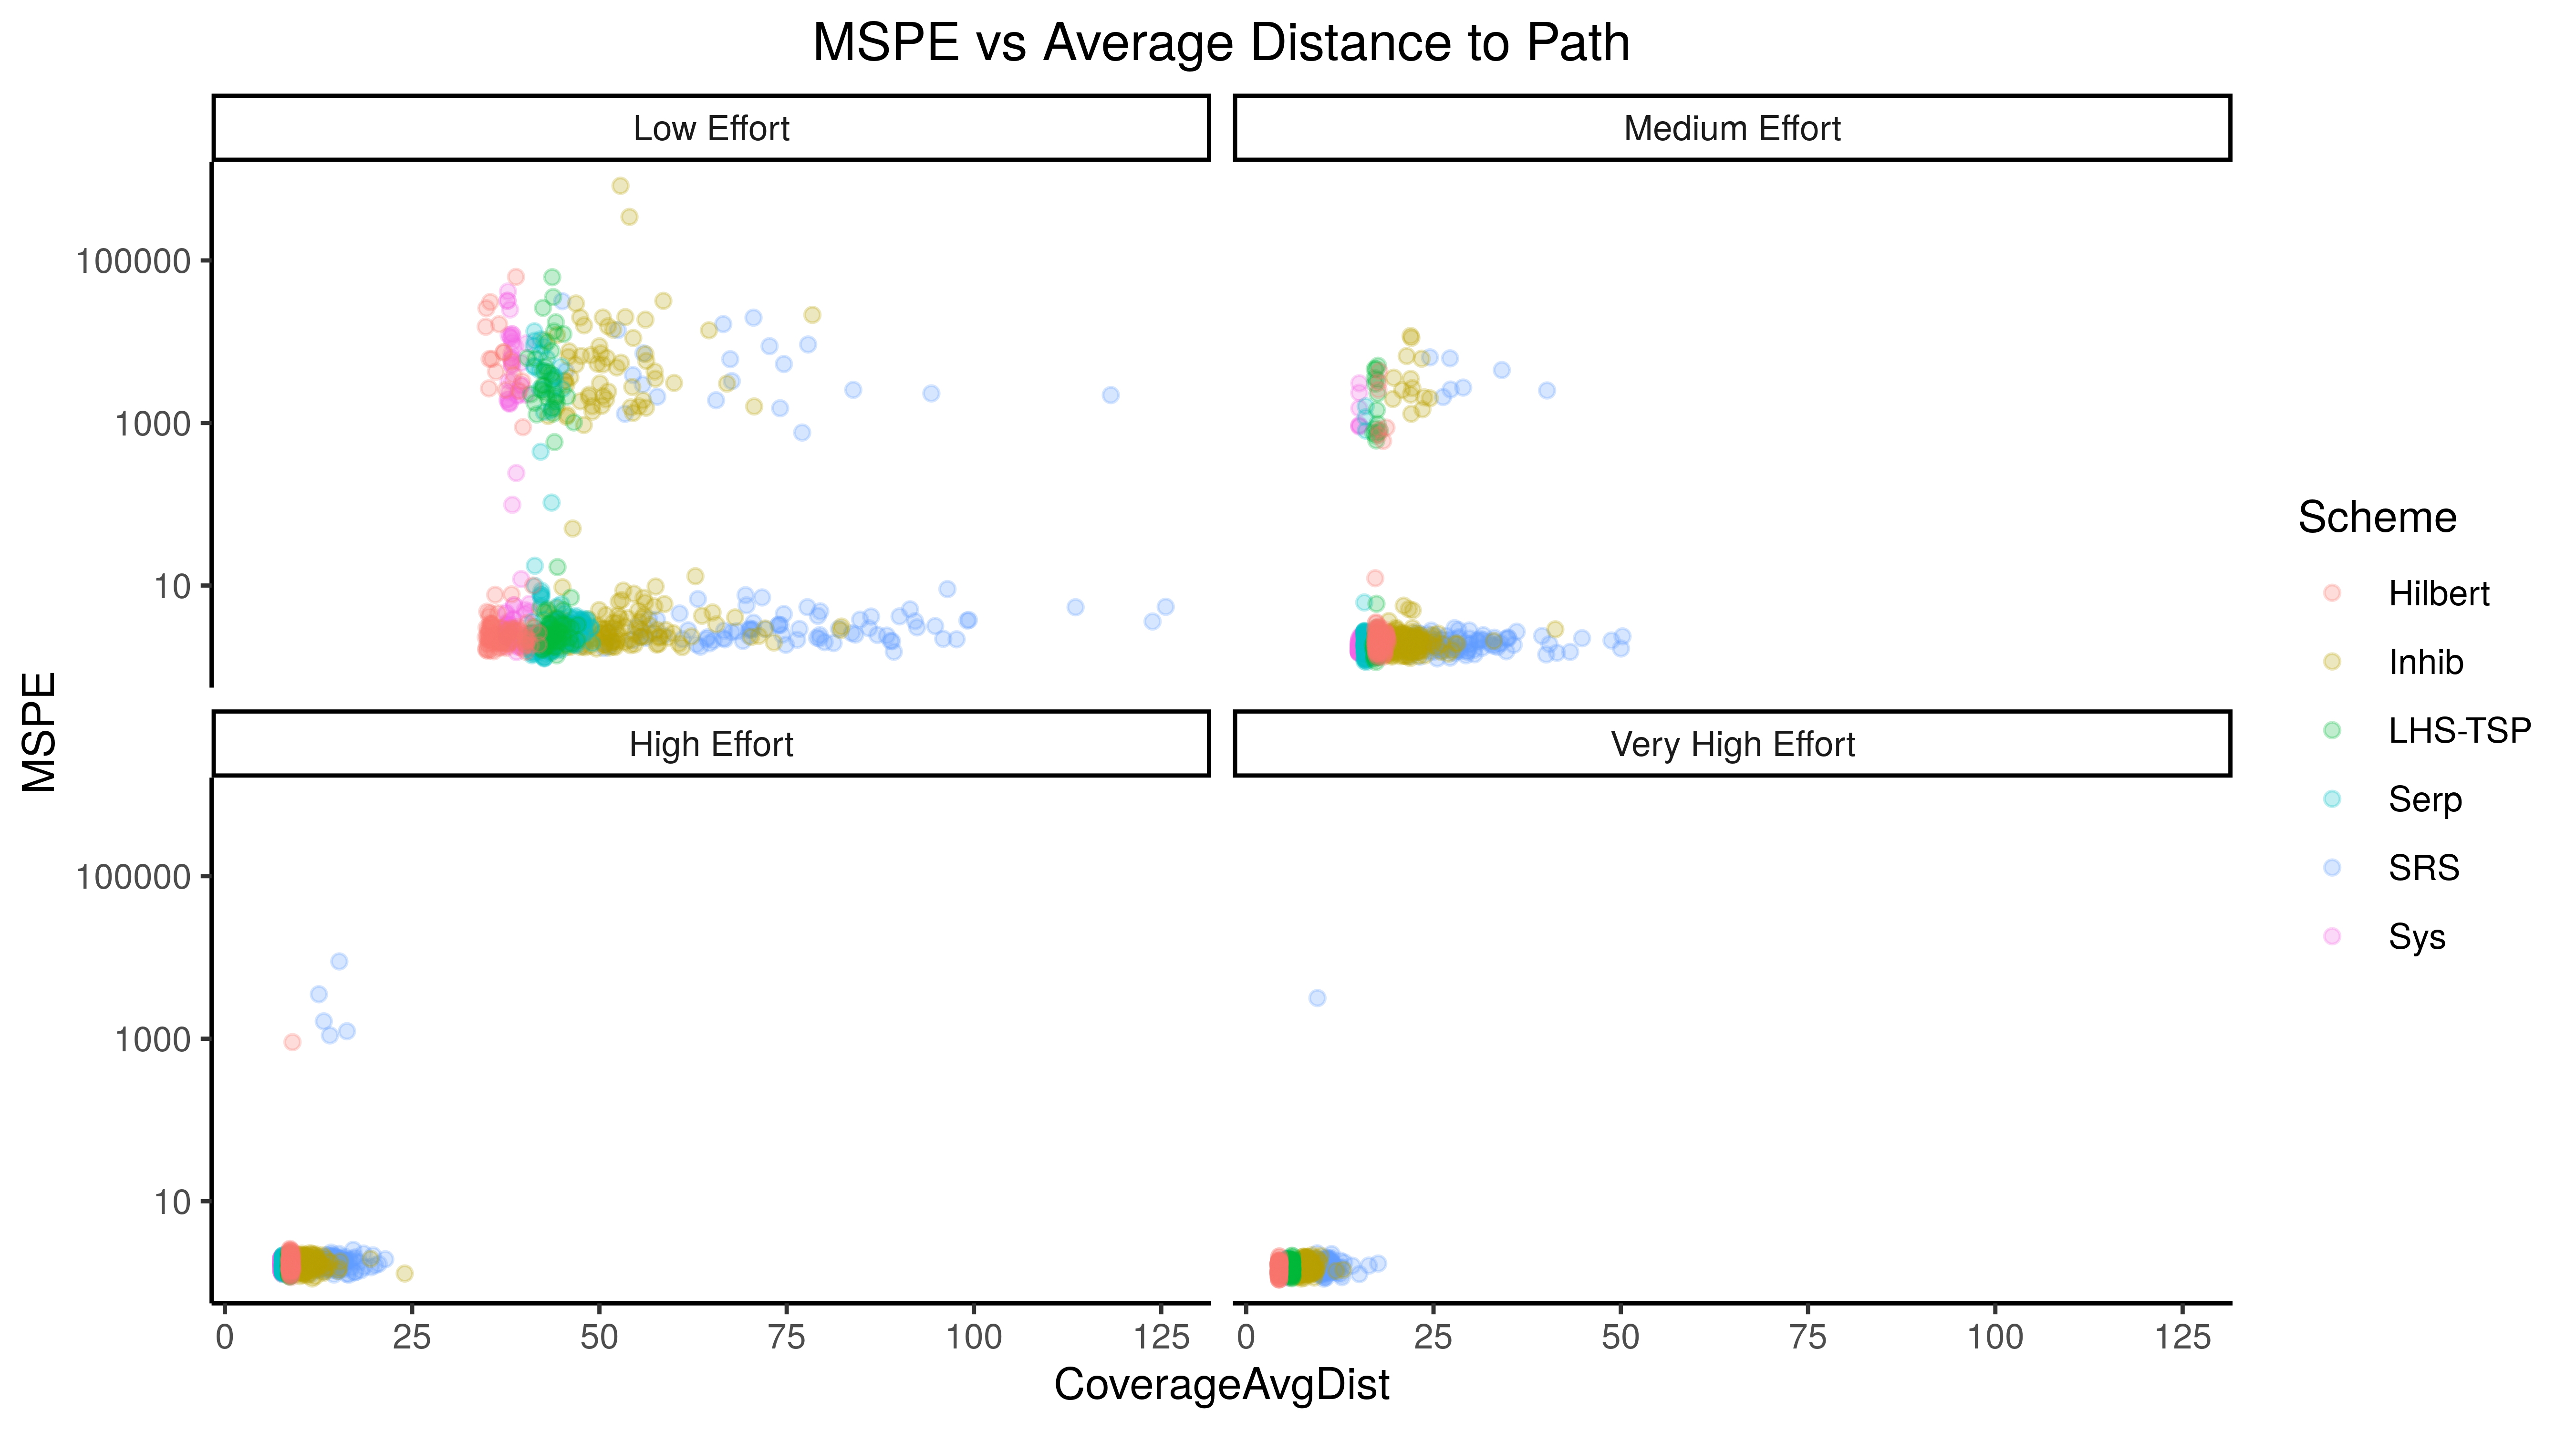 MSPE vs Average Distance to Path
Low Effort
Medium Effort
100000
1000
10
High Effort
Very High Effort
100000
1000
10
0 25 50 75 100 125
0 25 50 75 100 125
CoverageAvgDist
MSPE
Scheme
Hilbert
Inhib
LHS-TSP
Serp
SRS
Sys